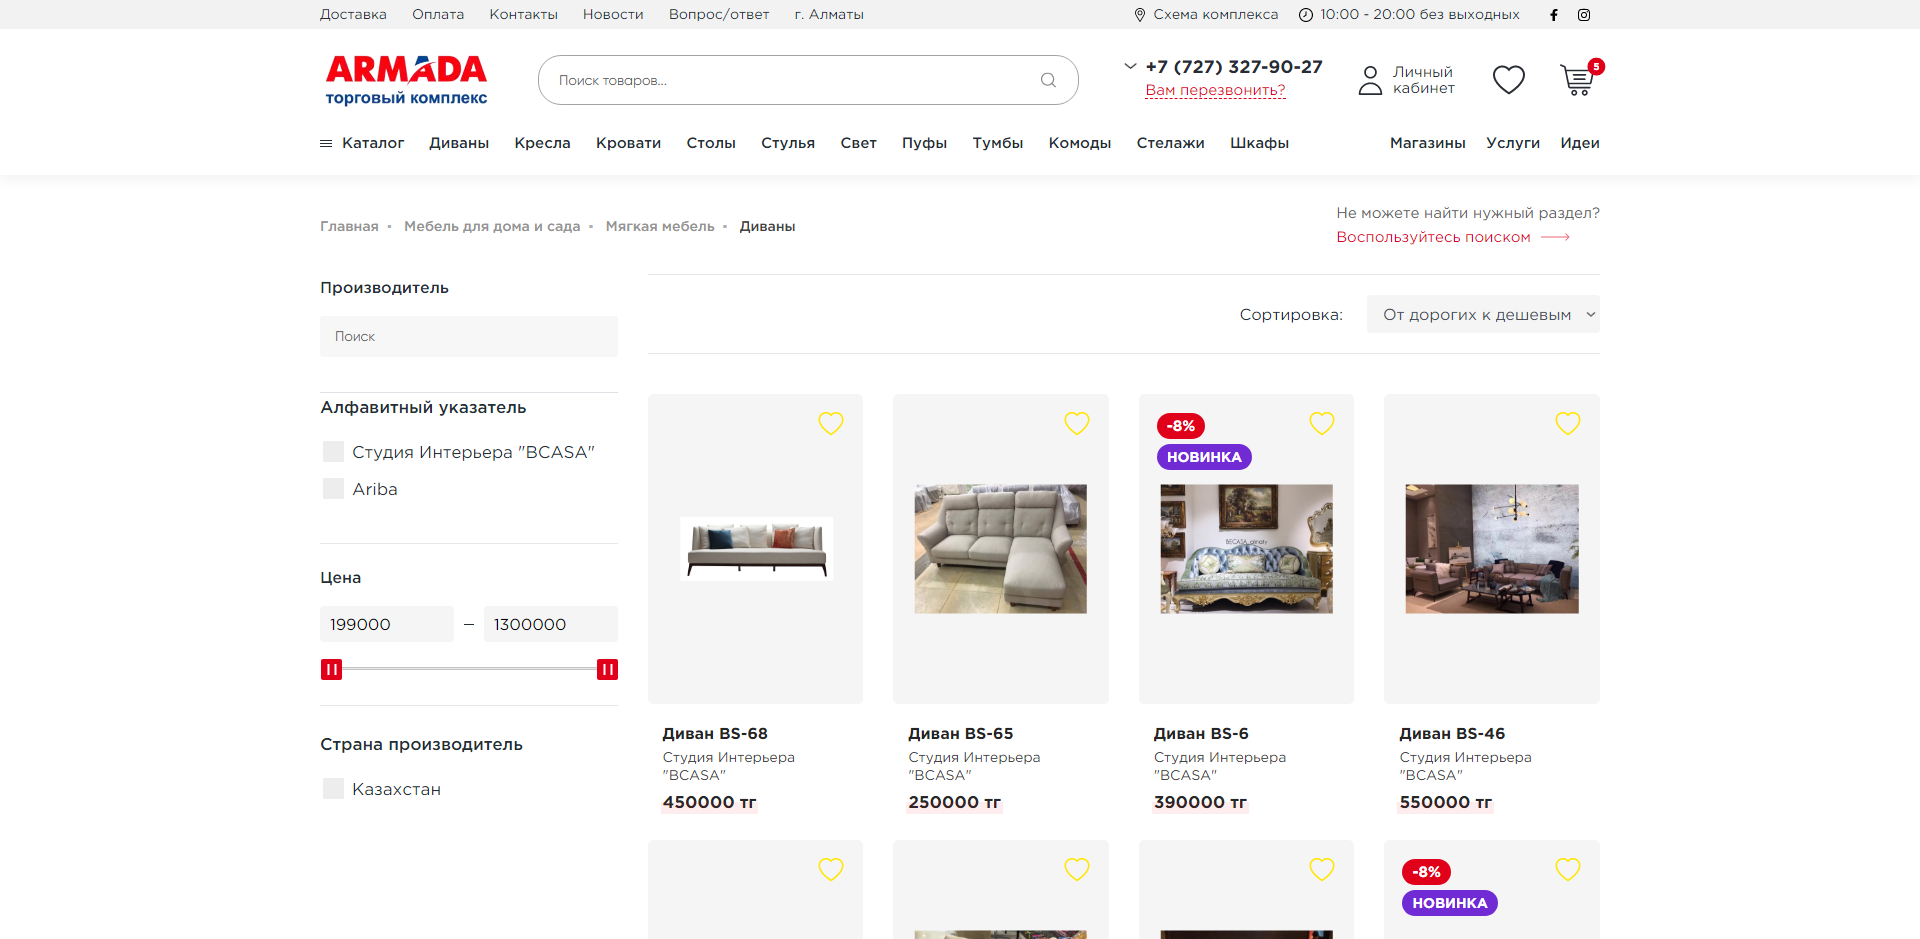 Доставка Оплата Контакты Новости Вопрос/ответ г. Алматы Схема комплекса 10:00 - 20:00 без выходных
ARMADA
торговый комплекс
Поиск товаров...
+7 (727) 327-90-27
Вам перезвонить?
Личный
кабинет
5
Каталог Диваны Кресла Кровати Столы Стулья Свет Пуфы Тумбы Комоды Стелажи Шкафы Магазины Услуги Идеи
Главная Мебель для дома и сада Мягкая мебель Диваны
Не можете найти нужный раздел?
Воспользуйтесь поиском
Производитель
Поиск
Алфавитный указатель
Студия Интерьера "BCASA"
Ariba
Цена
199000 – 1300000
Страна производитель
Казахстан
Сортировка: От дорогих к дешевым
-8%
НОВИНКА
Диван BS-68
Студия Интерьера
"BCASA"
450000 тг
Диван BS-65
Студия Интерьера
"BCASA"
250000 тг
Диван BS-6
Студия Интерьера
"BCASA"
390000 тг
Диван BS-46
Студия Интерьера
"BCASA"
550000 тг
-8%
НОВИНКА